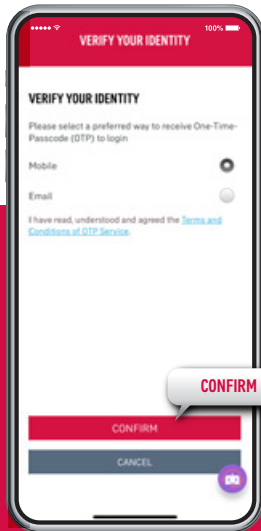 100%
VERIFY YOUR IDENTITY
VERIFY YOUR IDENTITY
Please select a preferred way to receive One-Time-
Passcode (OTP) to login
Mobile
Email
I have read, understood and agreed the Terms and
Conditions of OTP Service.
CONFIRM
CONFIRM
CANCEL